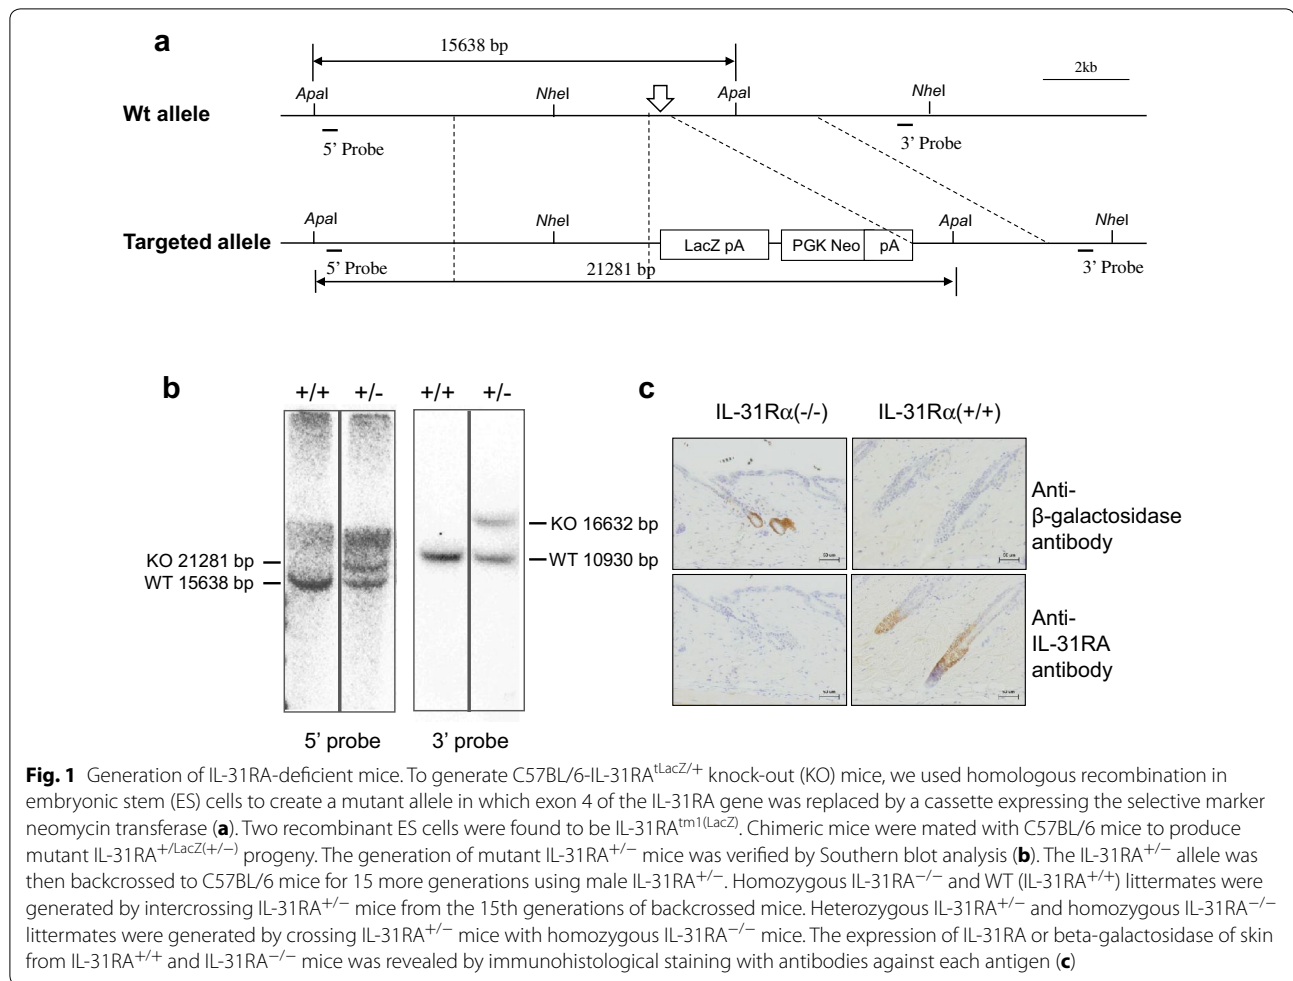 a
15638 bp
2kb
ApaI
NheI
ApaI
NheI
Wt allele
5’ Probe
3’ Probe
ApaI
NheI
ApaI
NheI
Targeted allele
LacZ pA
PGK Neo
pA
5’ Probe
3’ Probe
21281 bp
b
+/+
+/-
+/+
+/-
KO 21281 bp
WT 15638 bp
KO 16632 bp
WT 10930 bp
5’ probe
3’ probe
c
IL-31Rα(-/-)
IL-31Rα(+/+)
Anti-
β-galactosidase
antibody
Anti-
IL-31RA
antibody
Fig. 1 Generation of IL-31RA-deficient mice. To generate C57BL/6-IL-31RA^tLacZ/+ knock-out (KO) mice, we used homologous recombination in
embryonic stem (ES) cells to create a mutant allele in which exon 4 of the IL-31RA gene was replaced by a cassette expressing the selective marker
neomycin transferase (a). Two recombinant ES cells were found to be IL-31RA^tm1(LacZ). Chimeric mice were mated with C57BL/6 mice to produce
mutant IL-31RA^+/LacZ(+/−) progeny. The generation of mutant IL-31RA^+/− mice was verified by Southern blot analysis (b). The IL-31RA^+/− allele was
then backcrossed to C57BL/6 mice for 15 more generations using male IL-31RA^+/−. Homozygous IL-31RA^−/− and WT (IL-31RA^+/+) littermates were
generated by intercrossing IL-31RA^+/− mice from the 15th generations of backcrossed mice. Heterozygous IL-31RA^+/− and homozygous IL-31RA^−/−
littermates were generated by crossing IL-31RA^+/− mice with homozygous IL-31RA^−/− mice. The expression of IL-31RA or beta-galactosidase of skin
from IL-31RA^+/+ and IL-31RA^−/− mice was revealed by immunohistological staining with antibodies against each antigen (c)